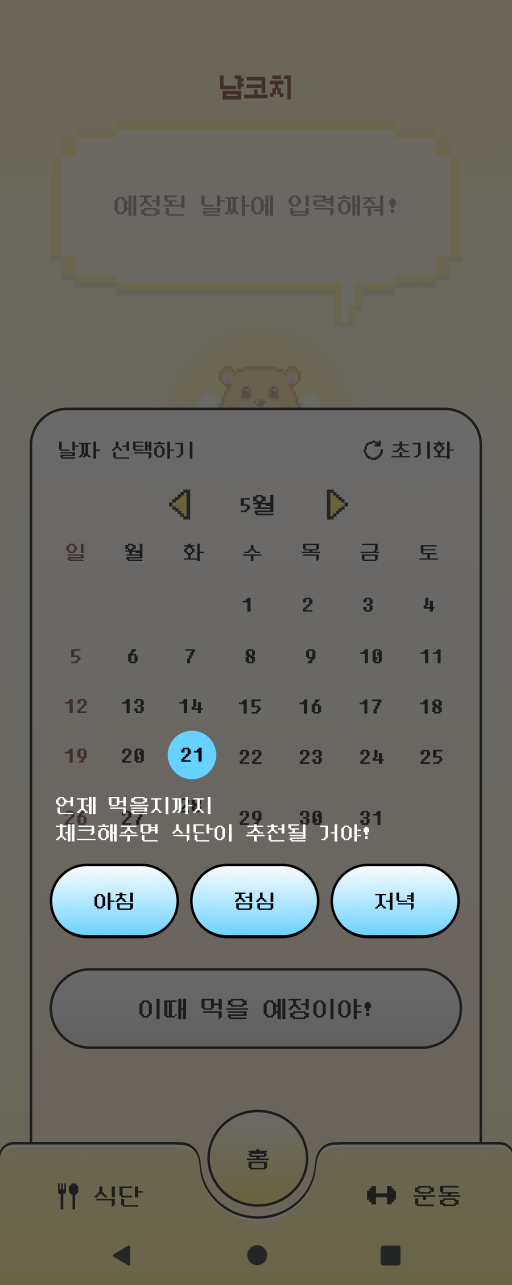 냠코치
예정된 날짜에 입력해줘!
날짜 선택하기 초기화
5월
일 월 화 수 목 금 토
1 2 3 4
5 6 7 8 9 10 11
12 13 14 15 16 17 18
19 20 21 22 23 24 25
26 27 29 30 31
언제 먹을지까지
체크해주면 식단이 추천될 거야!
아침 점심 저녁
이때 먹을 예정이야!
홈
식단 운동